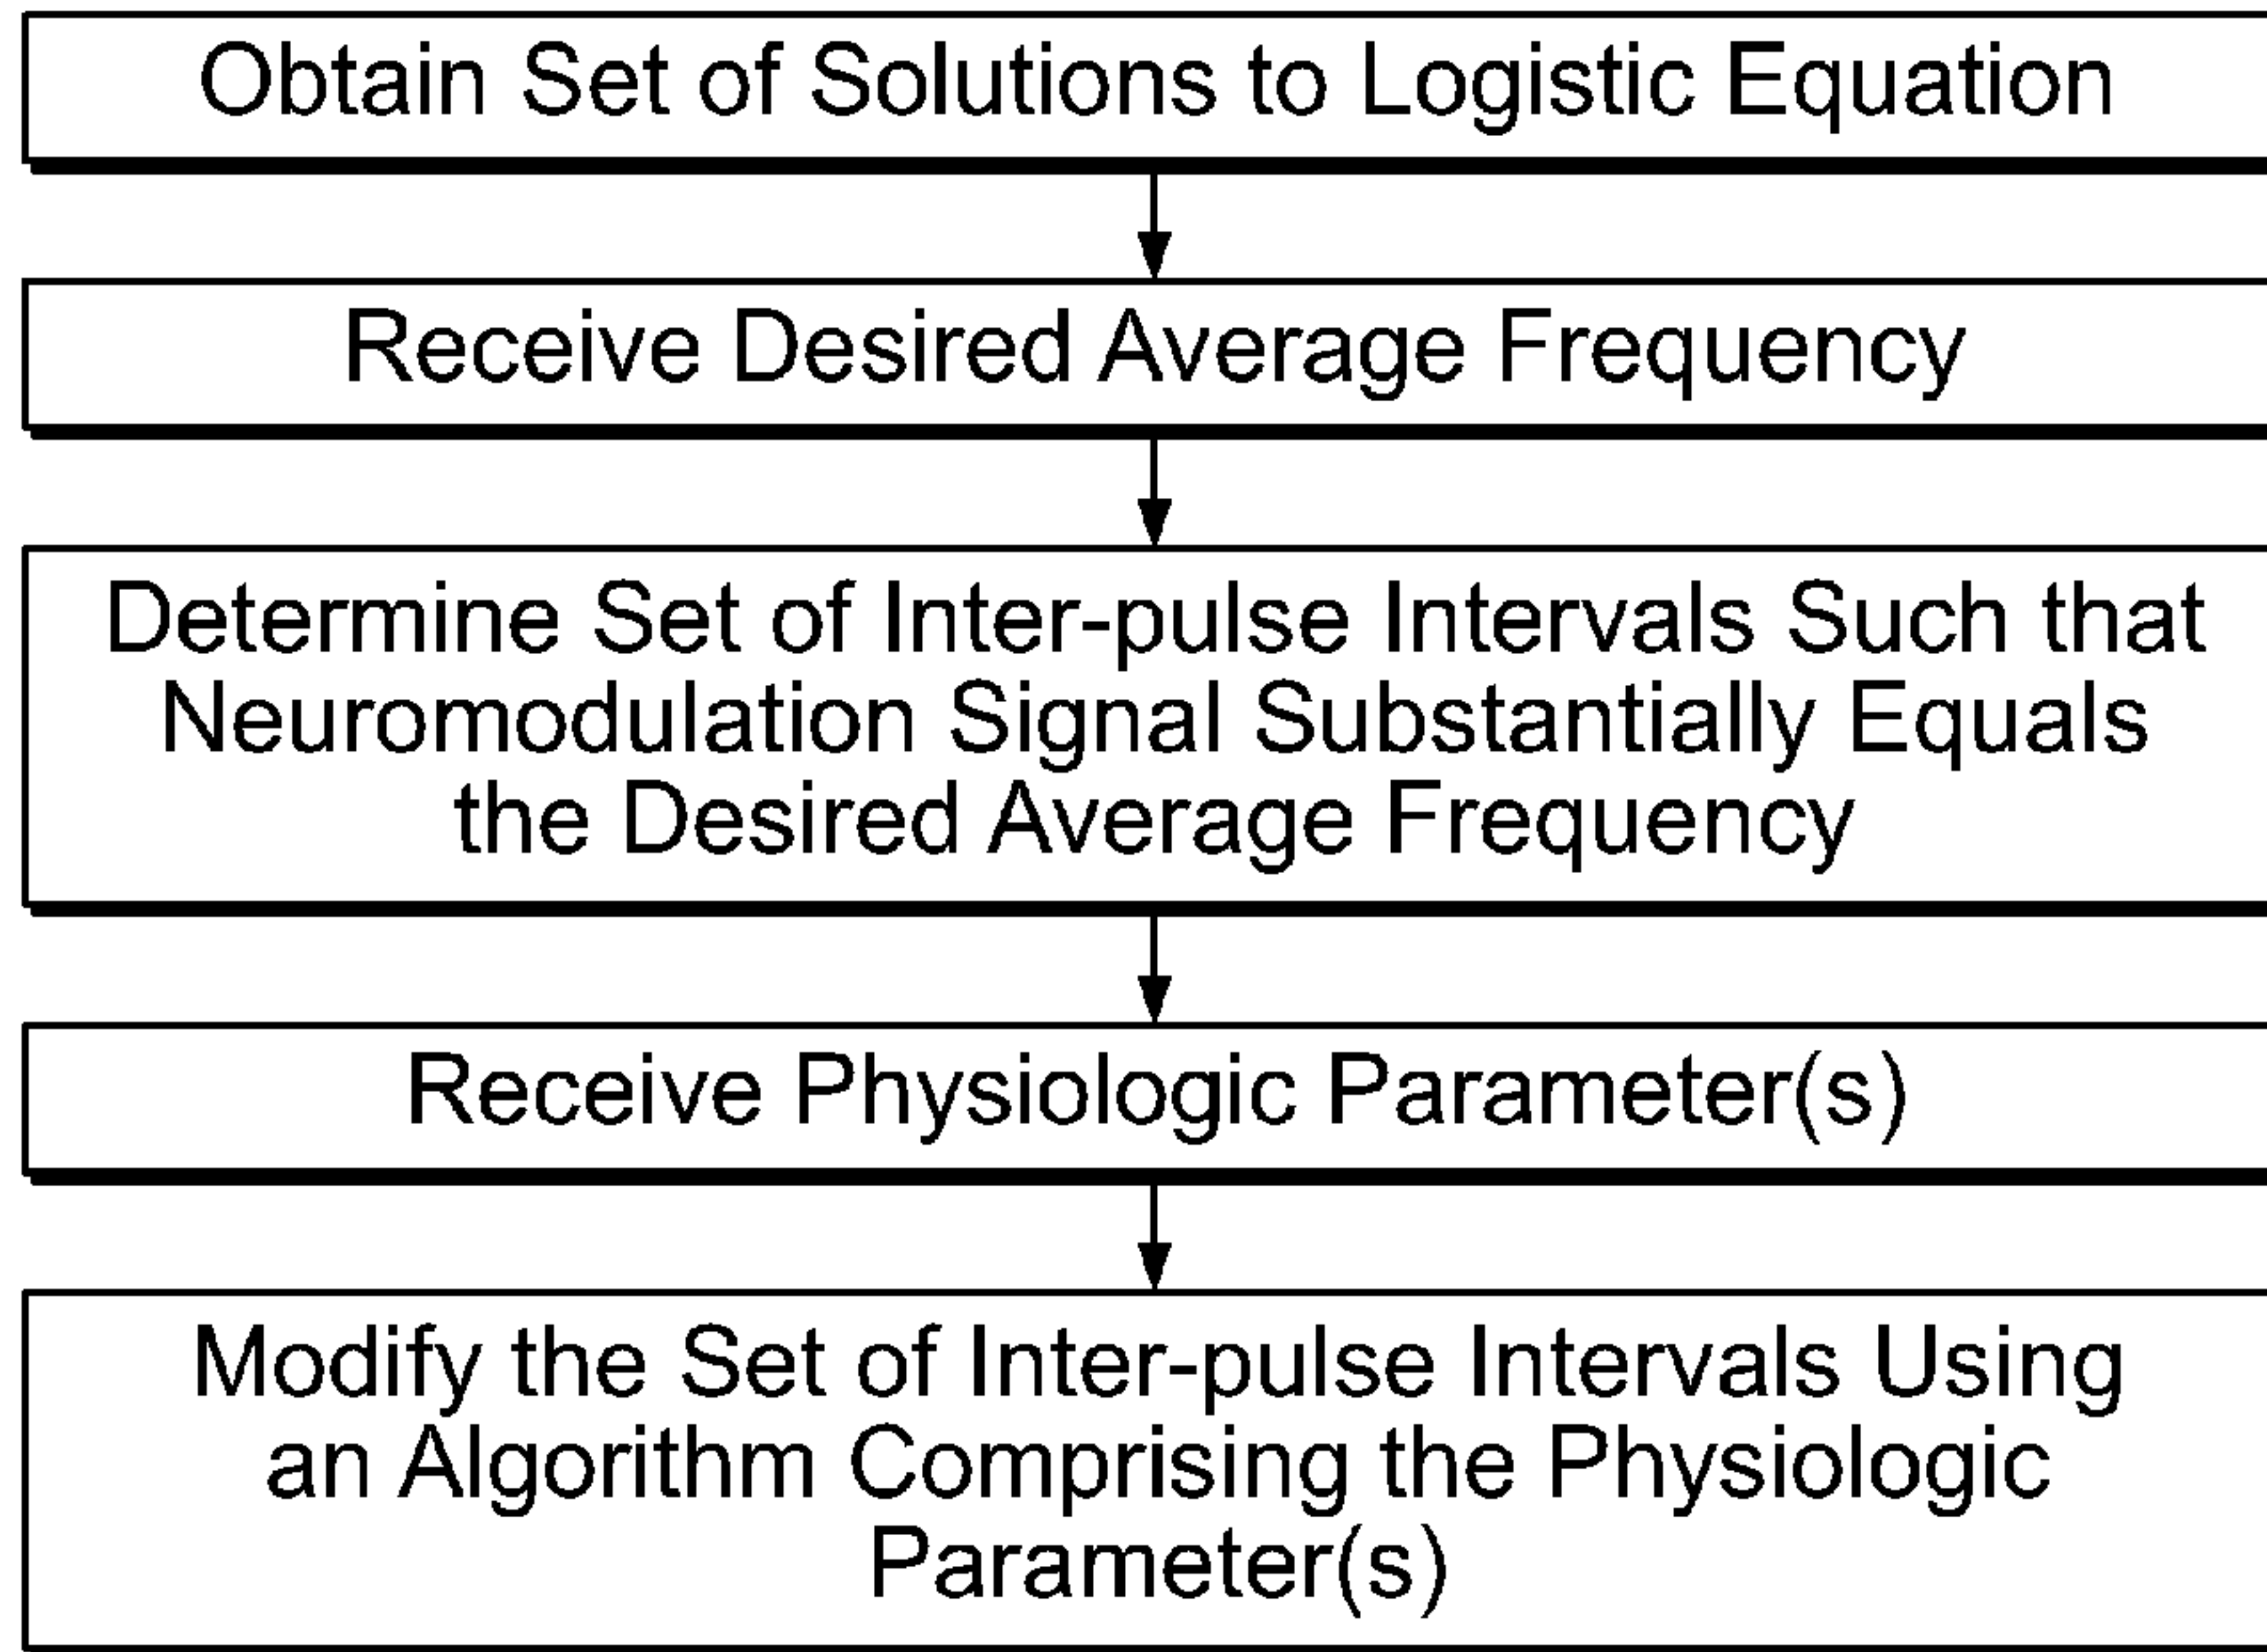 Obtain Set of Solutions to Logistic Equation
Receive Desired Average Frequency
Determine Set of Inter-pulse Intervals Such that
Neuromodulation Signal Substantially Equals
the Desired Average Frequency
Receive Physiologic Parameter(s)
Modify the Set of Inter-pulse Intervals Using
an Algorithm Comprising the Physiologic
Parameter(s)